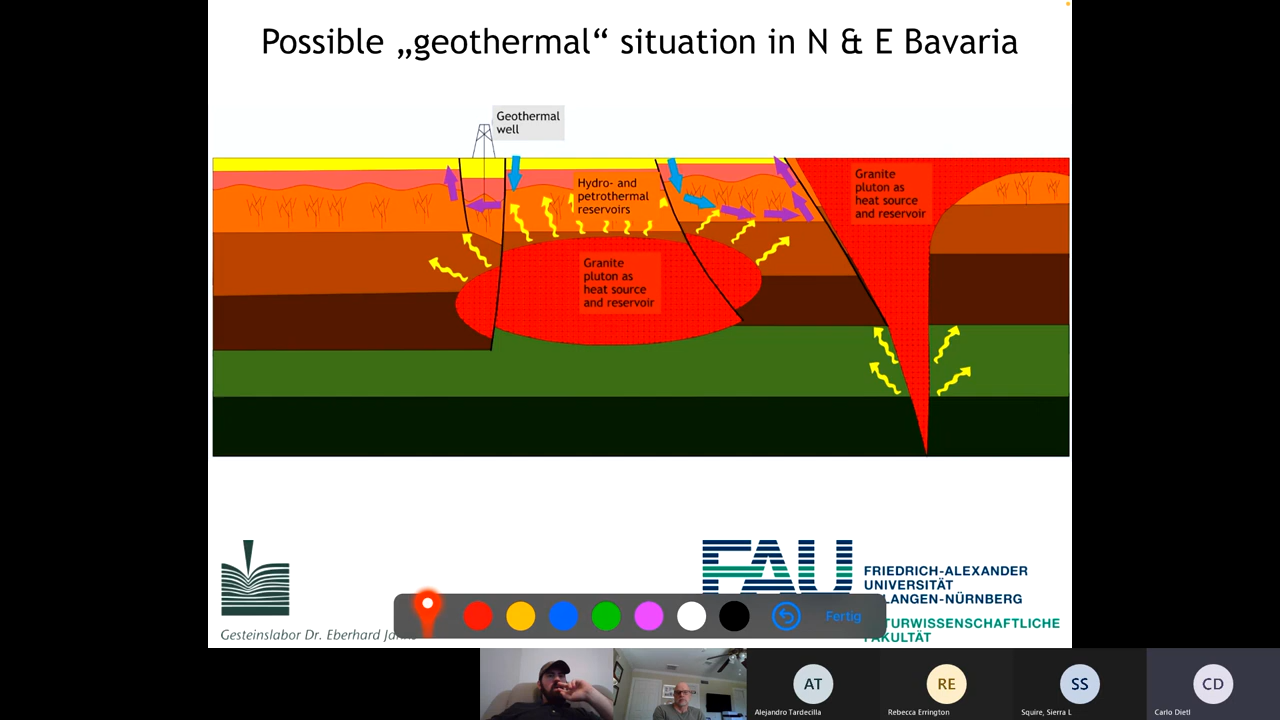 Possible „geothermal“ situation in N & E Bavaria
Geothermal
well
Hydro- and
petrothermal
reservoirs
Granite
pluton as
heat source
and reservoir
Granite
pluton as
heat source
and reservoir
FAU
FRIEDRICH-ALEXANDER
UNIVERSITÄT
LANGEN-NÜRNBERG
TURWISSENSCHAFTLICHE
FAKULTÄT
Gesteinslabor Dr. Eberhard
Fertig
AT
RE
SS
CD
Alejandro Tardecilla
Rebecca Errington
Squire, Sierra L
Carlo Dietl